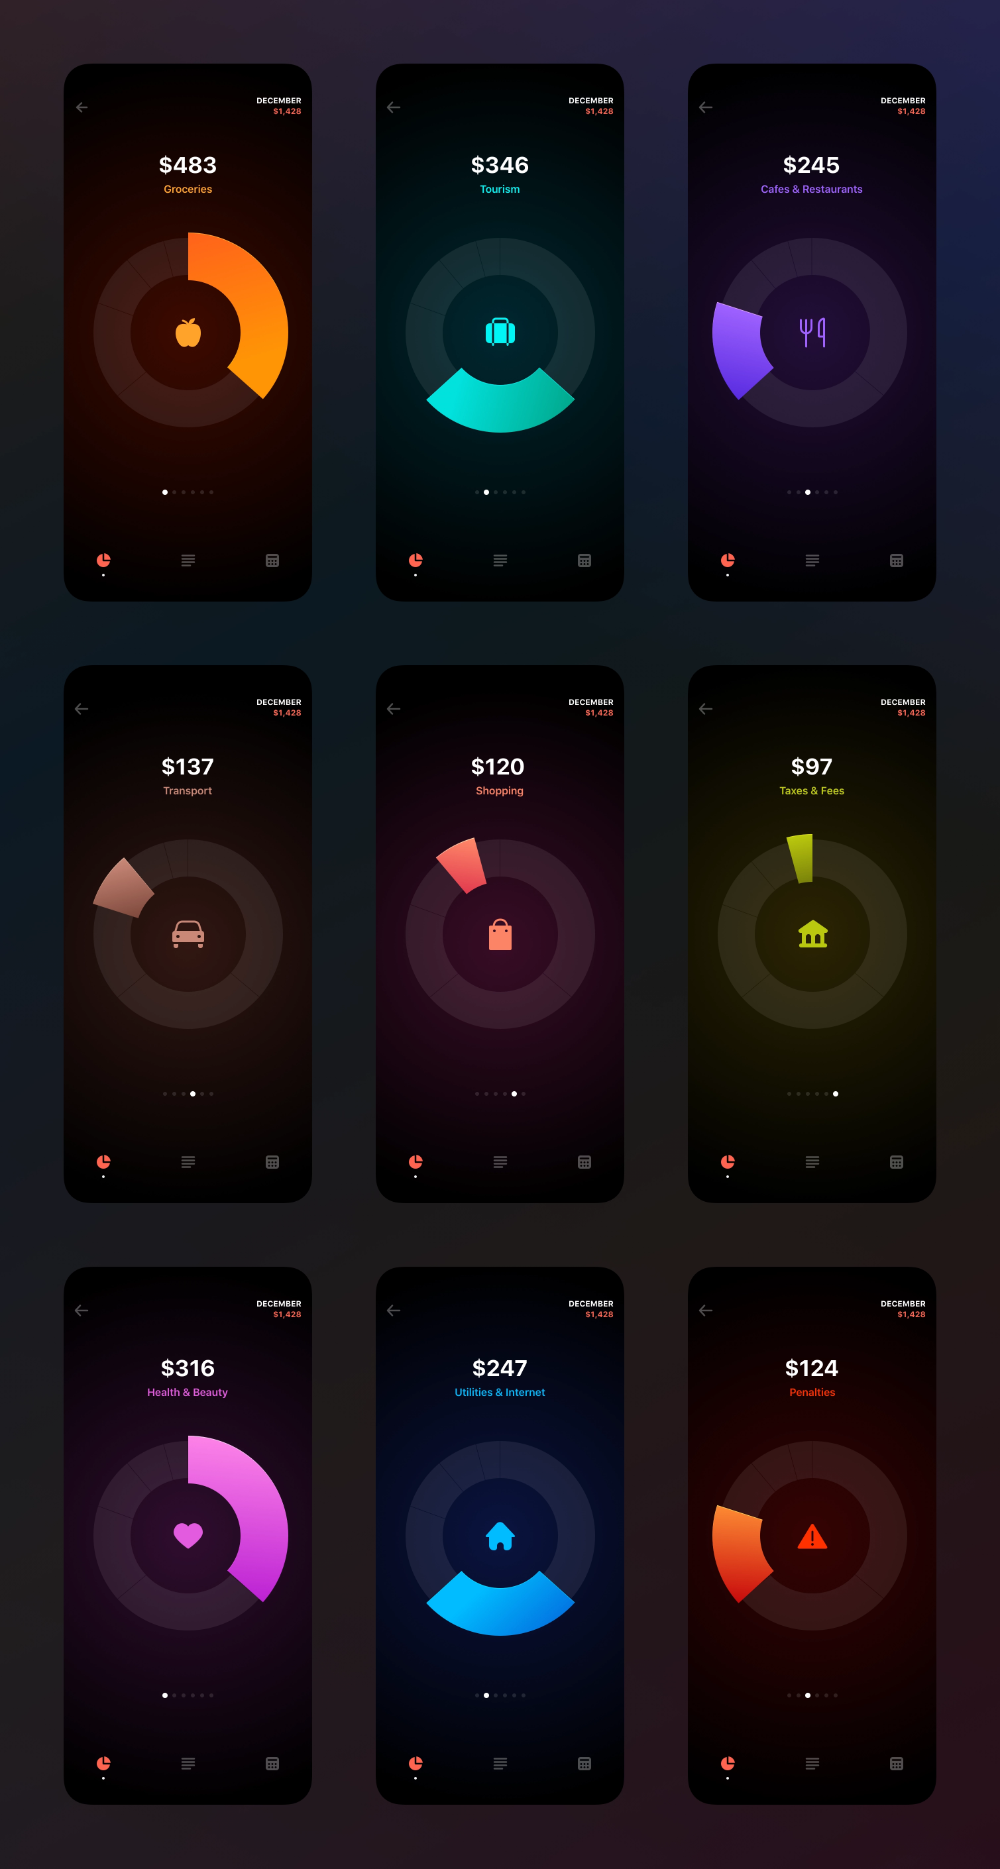 DECEMBER
$1,428
$483
Groceries
DECEMBER
$1,428
$346
Tourism
DECEMBER
$1,428
$245
Cafes & Restaurants
DECEMBER
$1,428
$137
Transport
DECEMBER
$1,428
$120
Shopping
DECEMBER
$1,428
$97
Taxes & Fees
DECEMBER
$1,428
$316
Health & Beauty
DECEMBER
$1,428
$247
Utilities & Internet
DECEMBER
$1,428
$124
Penalties